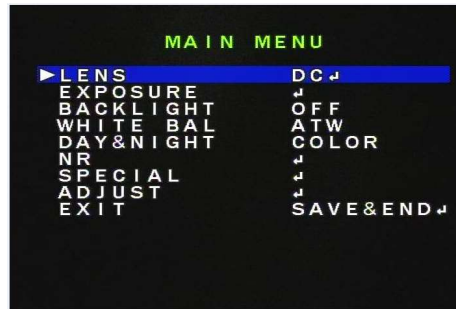 MAIN MENU
►LENS DC↲
EXPOSURE ↲
BACKLIGHT OFF
WHITE BAL ATW
DAY&NIGHT COLOR
NR ↲
SPECIAL ↲
ADJUST ↲
EXIT SAVE&END↲